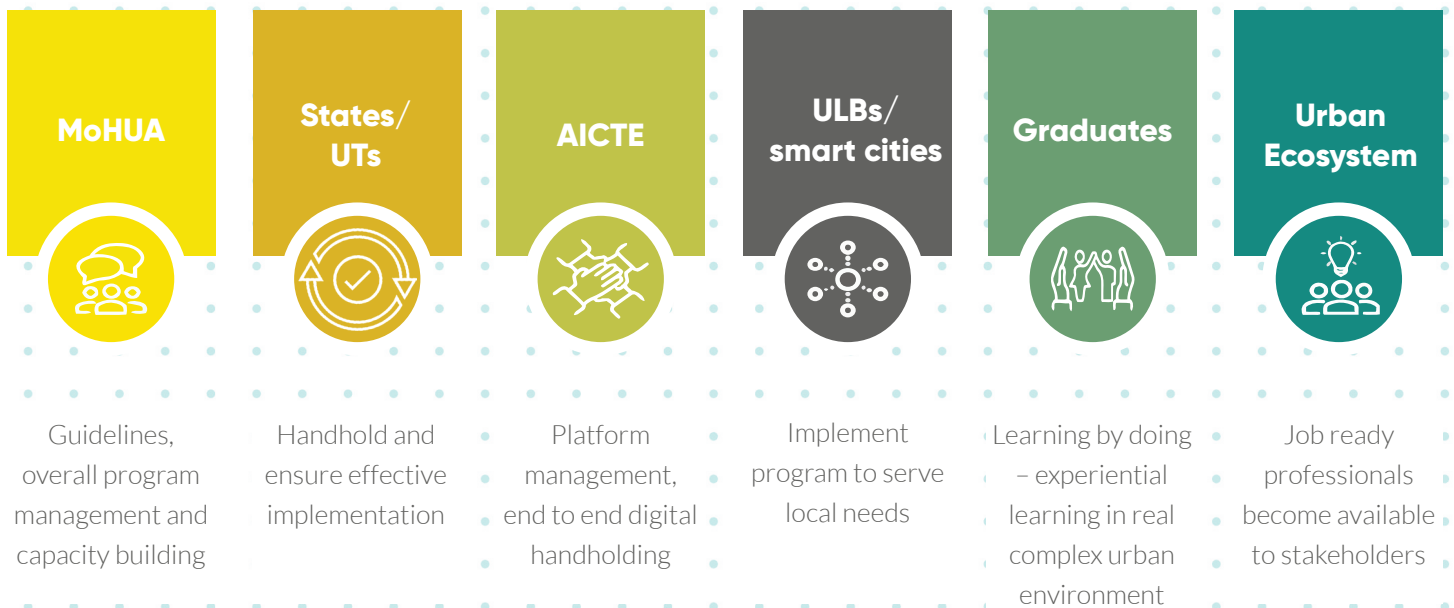 MoHUA
Guidelines,
overall program
management and
capacity building
States/
UTs
Handhold and
ensure effective
implementation
AICTE
Platform
management,
end to end digital
handholding
ULBs/
smart cities
Implement
program to serve
local needs
Graduates
Learning by doing
– experiential
learning in real
complex urban
environment
Urban
Ecosystem
Job ready
professionals
become available
to stakeholders